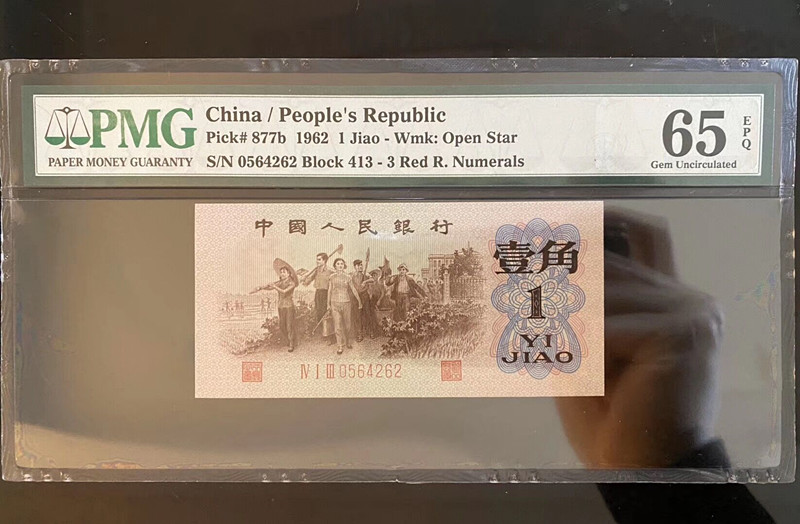 PMG
PAPER MONEY GUARANTY
China / People's Republic
Pick# 877b 1962 1 Jiao - Wmk: Open Star
S/N 0564262 Block 413 - 3 Red R. Numerals
65 EPQ
Gem Uncirculated
中國人民銀行
壹角
1
YI
JIAO
IV I III 0564262